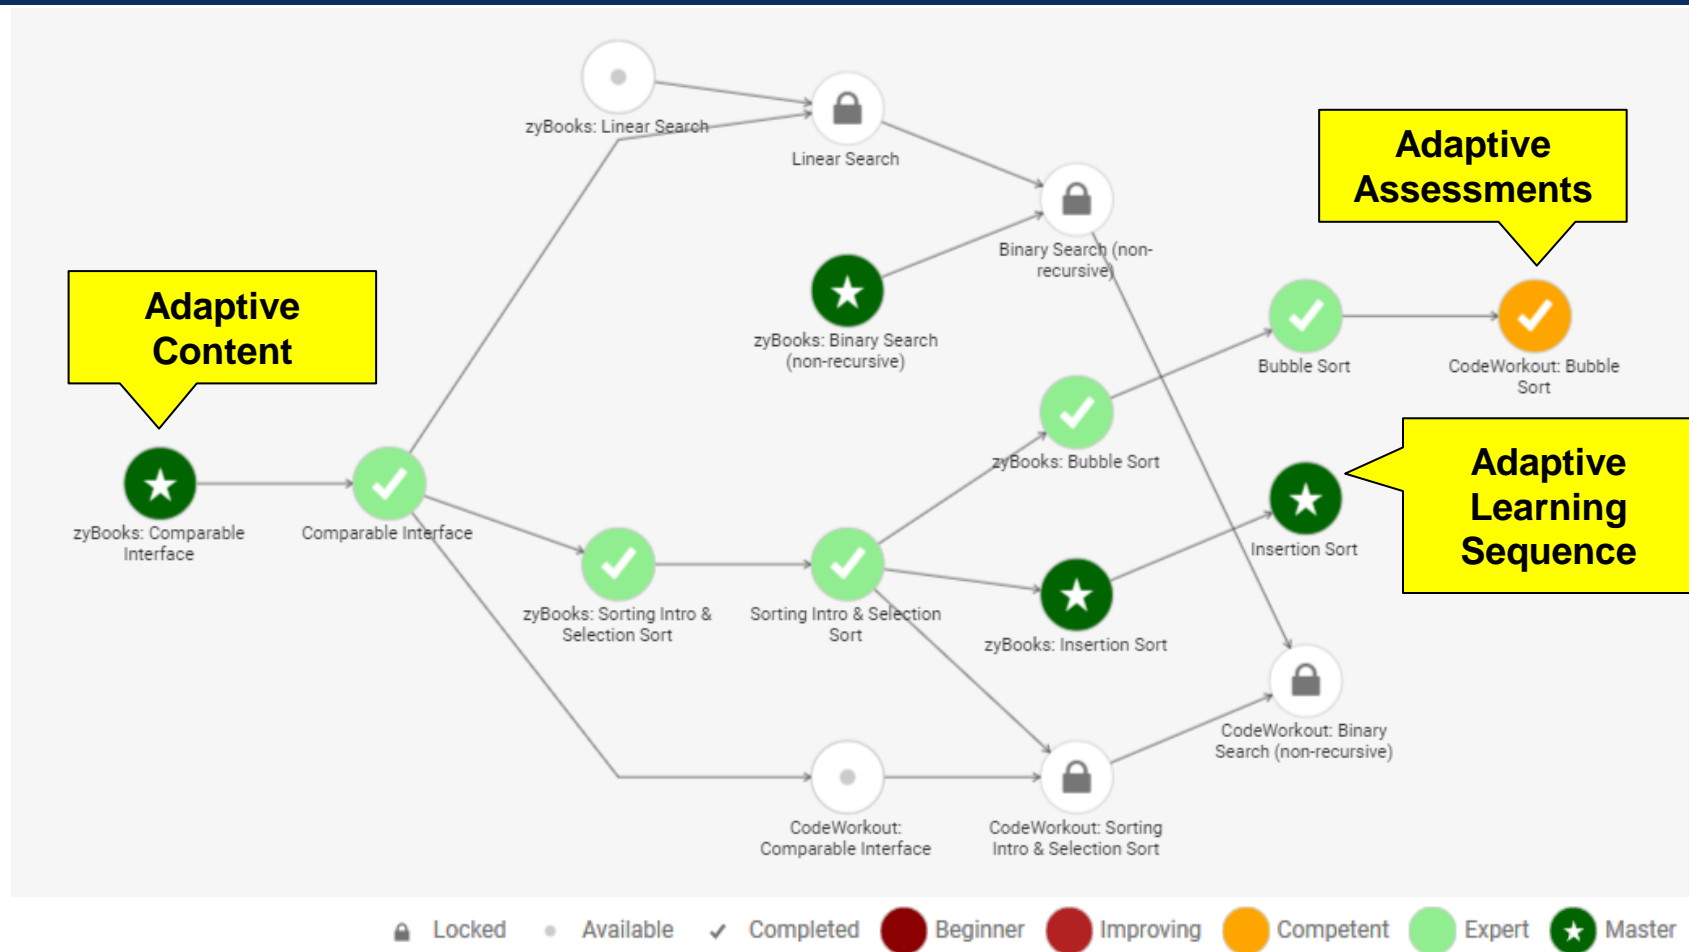 zyBooks: Linear Search
Linear Search
Adaptive
Assessments
Binary Search (non-
recursive)
Adaptive
Content
zyBooks: Binary Search
(non-recursive)
Bubble Sort
CodeWorkout: Bubble
Sort
zyBooks: Bubble Sort
Adaptive
Learning
Sequence
zyBooks: Comparable
Interface
Comparable Interface
Insertion Sort
zyBooks: Sorting Intro &
Selection Sort
Sorting Intro & Selection
Sort
zyBooks: Insertion Sort
CodeWorkout: Binary
Search (non-recursive)
CodeWorkout:
Comparable Interface
CodeWorkout: Sorting
Intro & Selection Sort
Locked Available Completed Beginner Improving Competent Expert Master